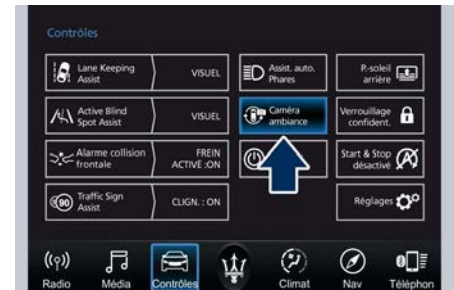 Contrôles
Lane Keeping
Assist
VISUEL
Assist. auto.
Phares
P.-soleil
arrière
Active Blind
Spot Assist
VISUEL
Caméra
ambiance
Verrouillage
confident.
Alarme collision
frontale
FREIN
ACTIVÉ :ON
Start & Stop
désactivé
90
Traffic Sign
Assist
CLIGN. : ON
Réglages
Radio
Média
Contrôles
Climat
Nav
Téléphon